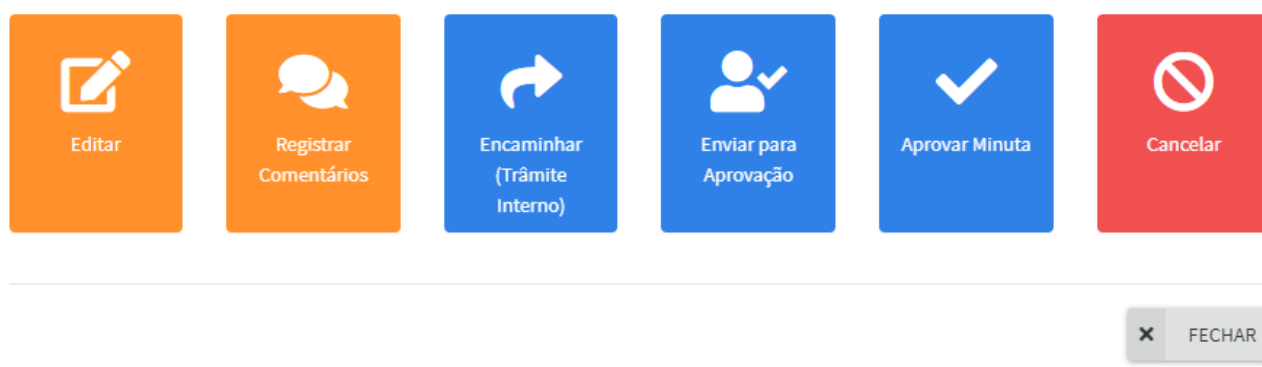 Editar
Registrar
Comentários
Encaminhar
(Trâmite
Interno)
Enviar para
Aprovação
Aprovar Minuta
Cancelar
FECHAR